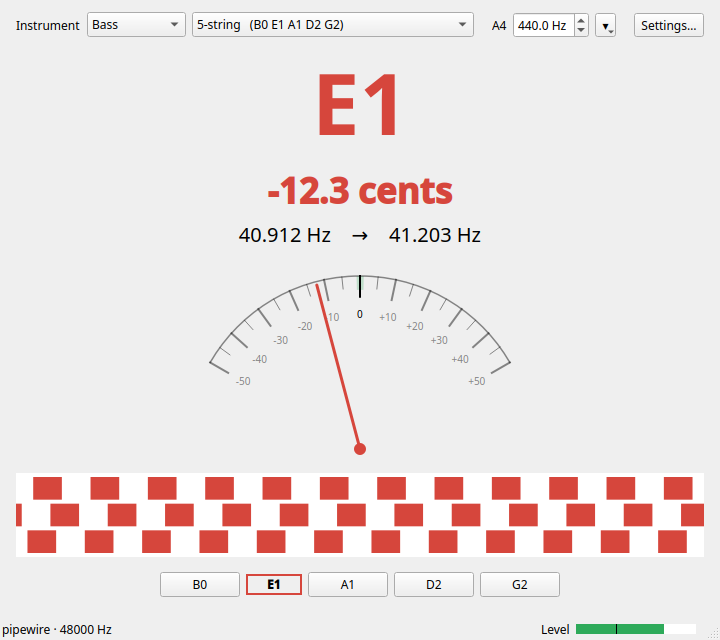 Instrument Bass 5-string (B0 E1 A1 D2 G2) A4 440.0 Hz Settings...
E1
-12.3 cents
40.912 Hz → 41.203 Hz
-50 -40 -30 -20 10 0 +10 +20 +30 +40 +50
B0 E1 A1 D2 G2
pipewire · 48000 Hz Level